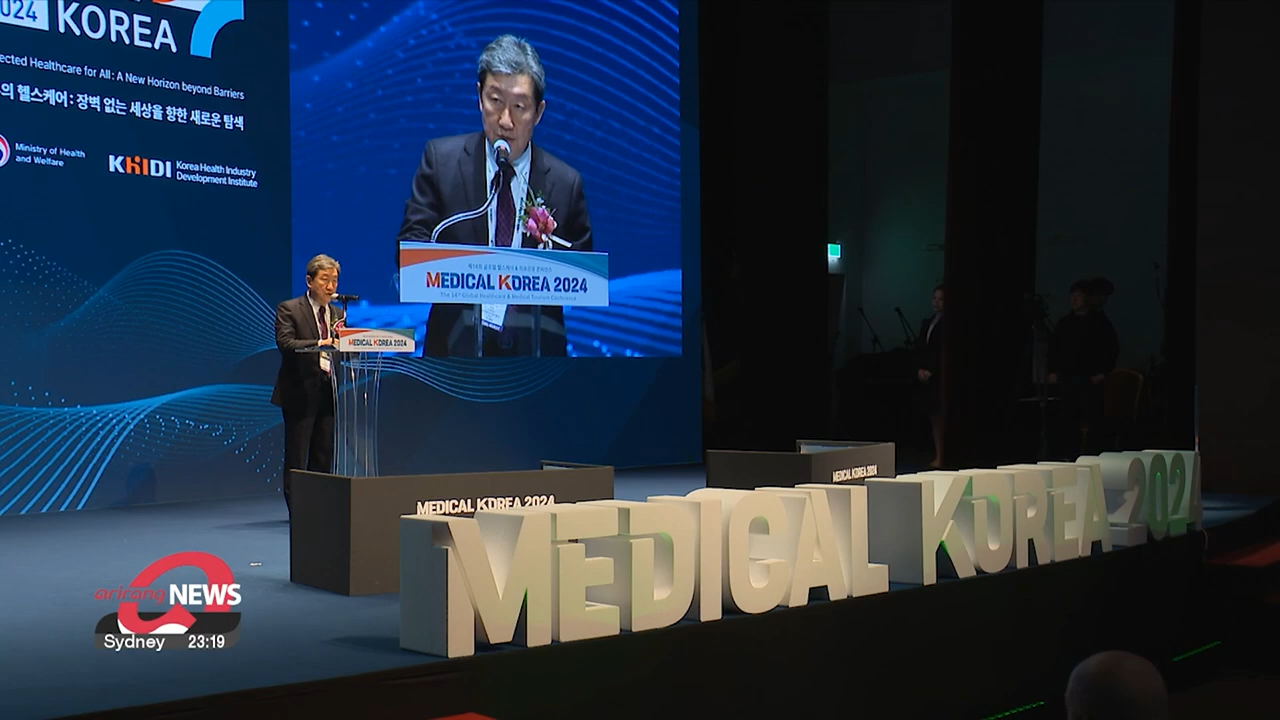 024
KOREA
ected Healthcare for All: A New Horizon beyond Barriers
의 헬스케어: 장벽 없는 세상을 향한 새로운 탐색
Ministry of Health
and Welfare
KHIDI
Korea Health Industry
Development Institute
MEDICAL KOREA 2024
The 14th Global Healthcare & Medical Tourism Conference
MEDICAL KOREA 2024
MEDICAL KOREA 2024
MEDICAL KOREA 2024
MEDICAL KOREA 2024
arirang NEWS
Sydney 23:19